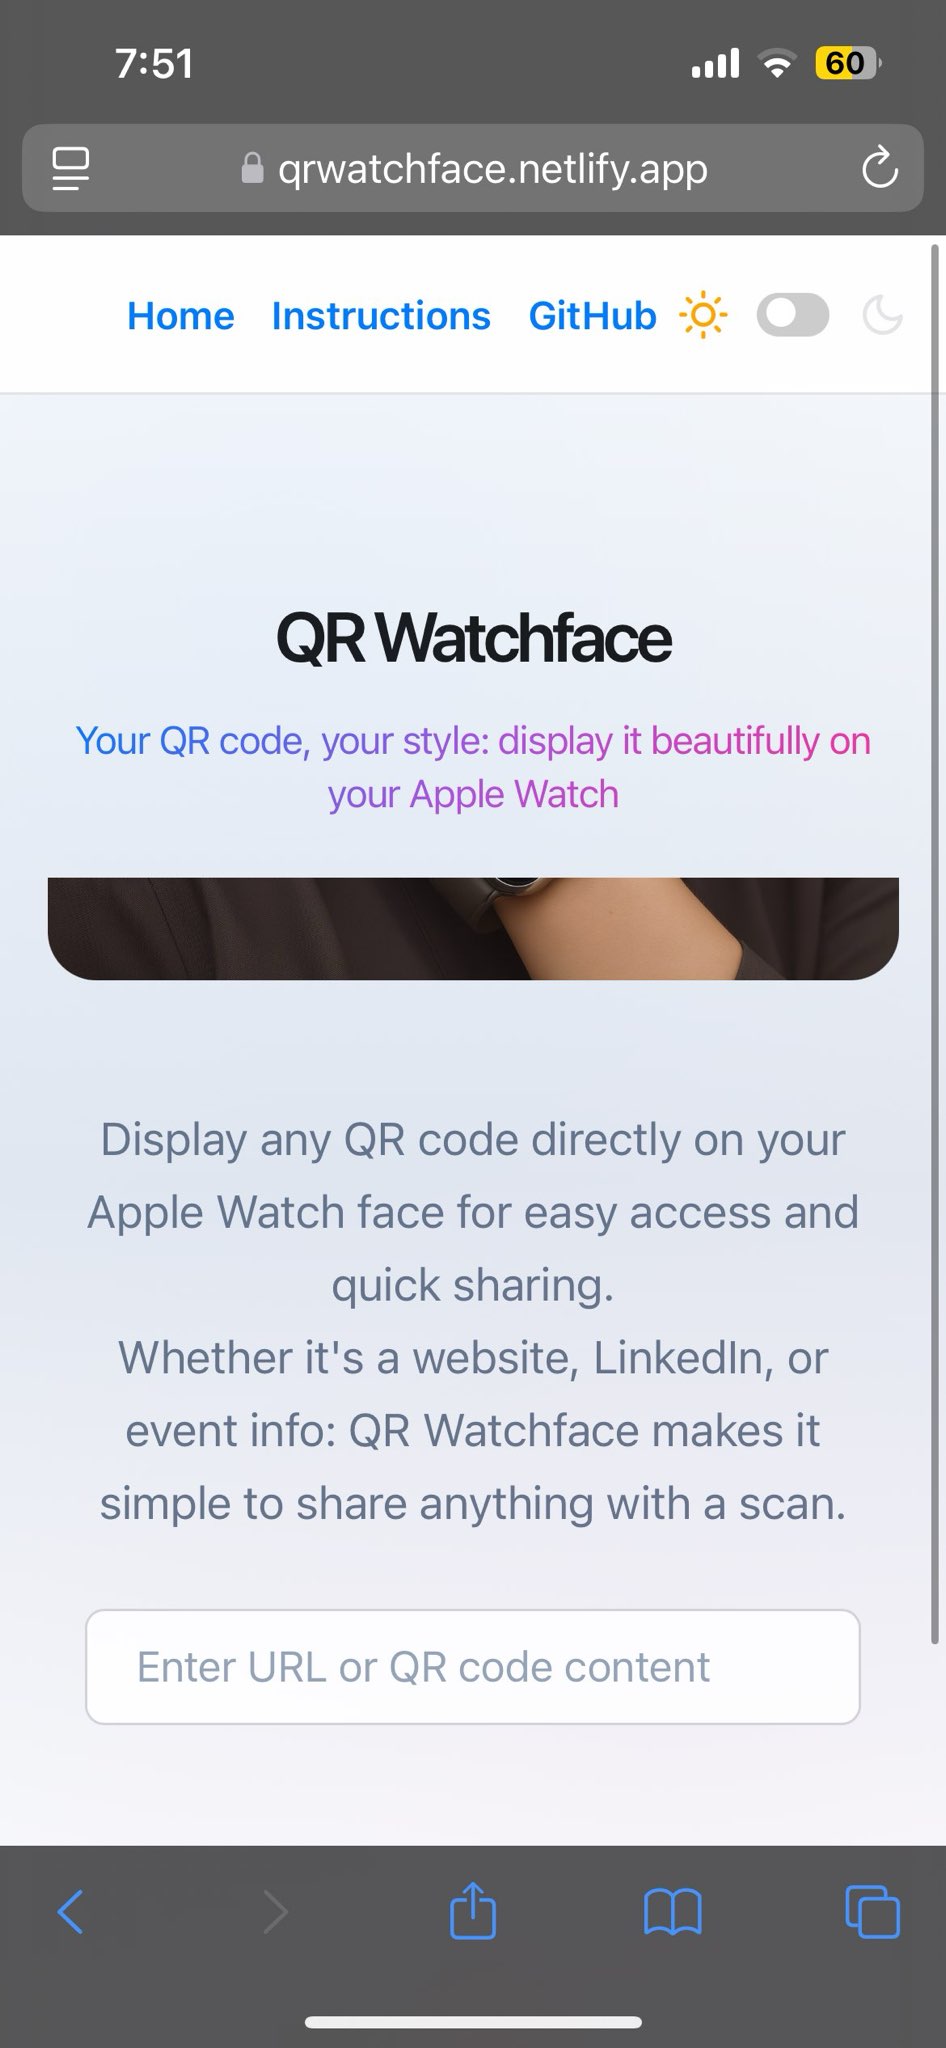 7:51
60
qrwatchface.netlify.app
Home Instructions GitHub
QR Watchface
Your QR code, your style: display it beautifully on
your Apple Watch
Display any QR code directly on your
Apple Watch face for easy access and
quick sharing.
Whether it's a website, LinkedIn, or
event info: QR Watchface makes it
simple to share anything with a scan.
Enter URL or QR code content